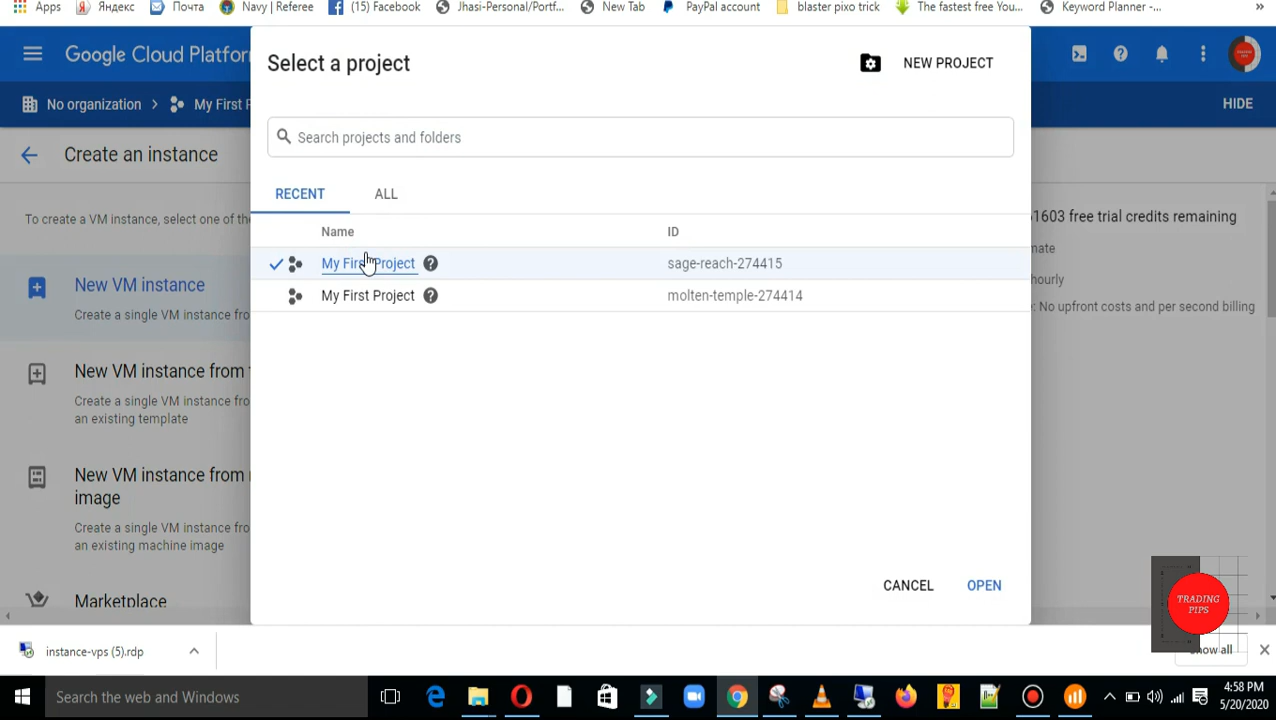 Apps Яндекс Почта Navy | Referee (15) Facebook Jhasi-Personal/Portf... New Tab PayPal account blaster pixo trick The fastest free You... Keyword Planner -... »
Google Cloud Platfor
No organization > My First P
HIDE
Create an instance
To create a VM instance, select one of the
New VM instance
Create a single VM instance fro
New VM instance from
Create a single VM instance fro
an existing template
New VM instance from
image
Create a single VM instance fro
an existing machine image
Marketplace
Select a project
NEW PROJECT
Search projects and folders
RECENT ALL
Name ID
My First Project sage-reach-274415
My First Project molten-temple-274414
CANCEL OPEN
1603 free trial credits remaining
mate
hourly
: No upfront costs and per second billing
TRADING
PIPS
instance-vps (5).rdp
Show all
Search the web and Windows
4:58 PM
5/20/2020